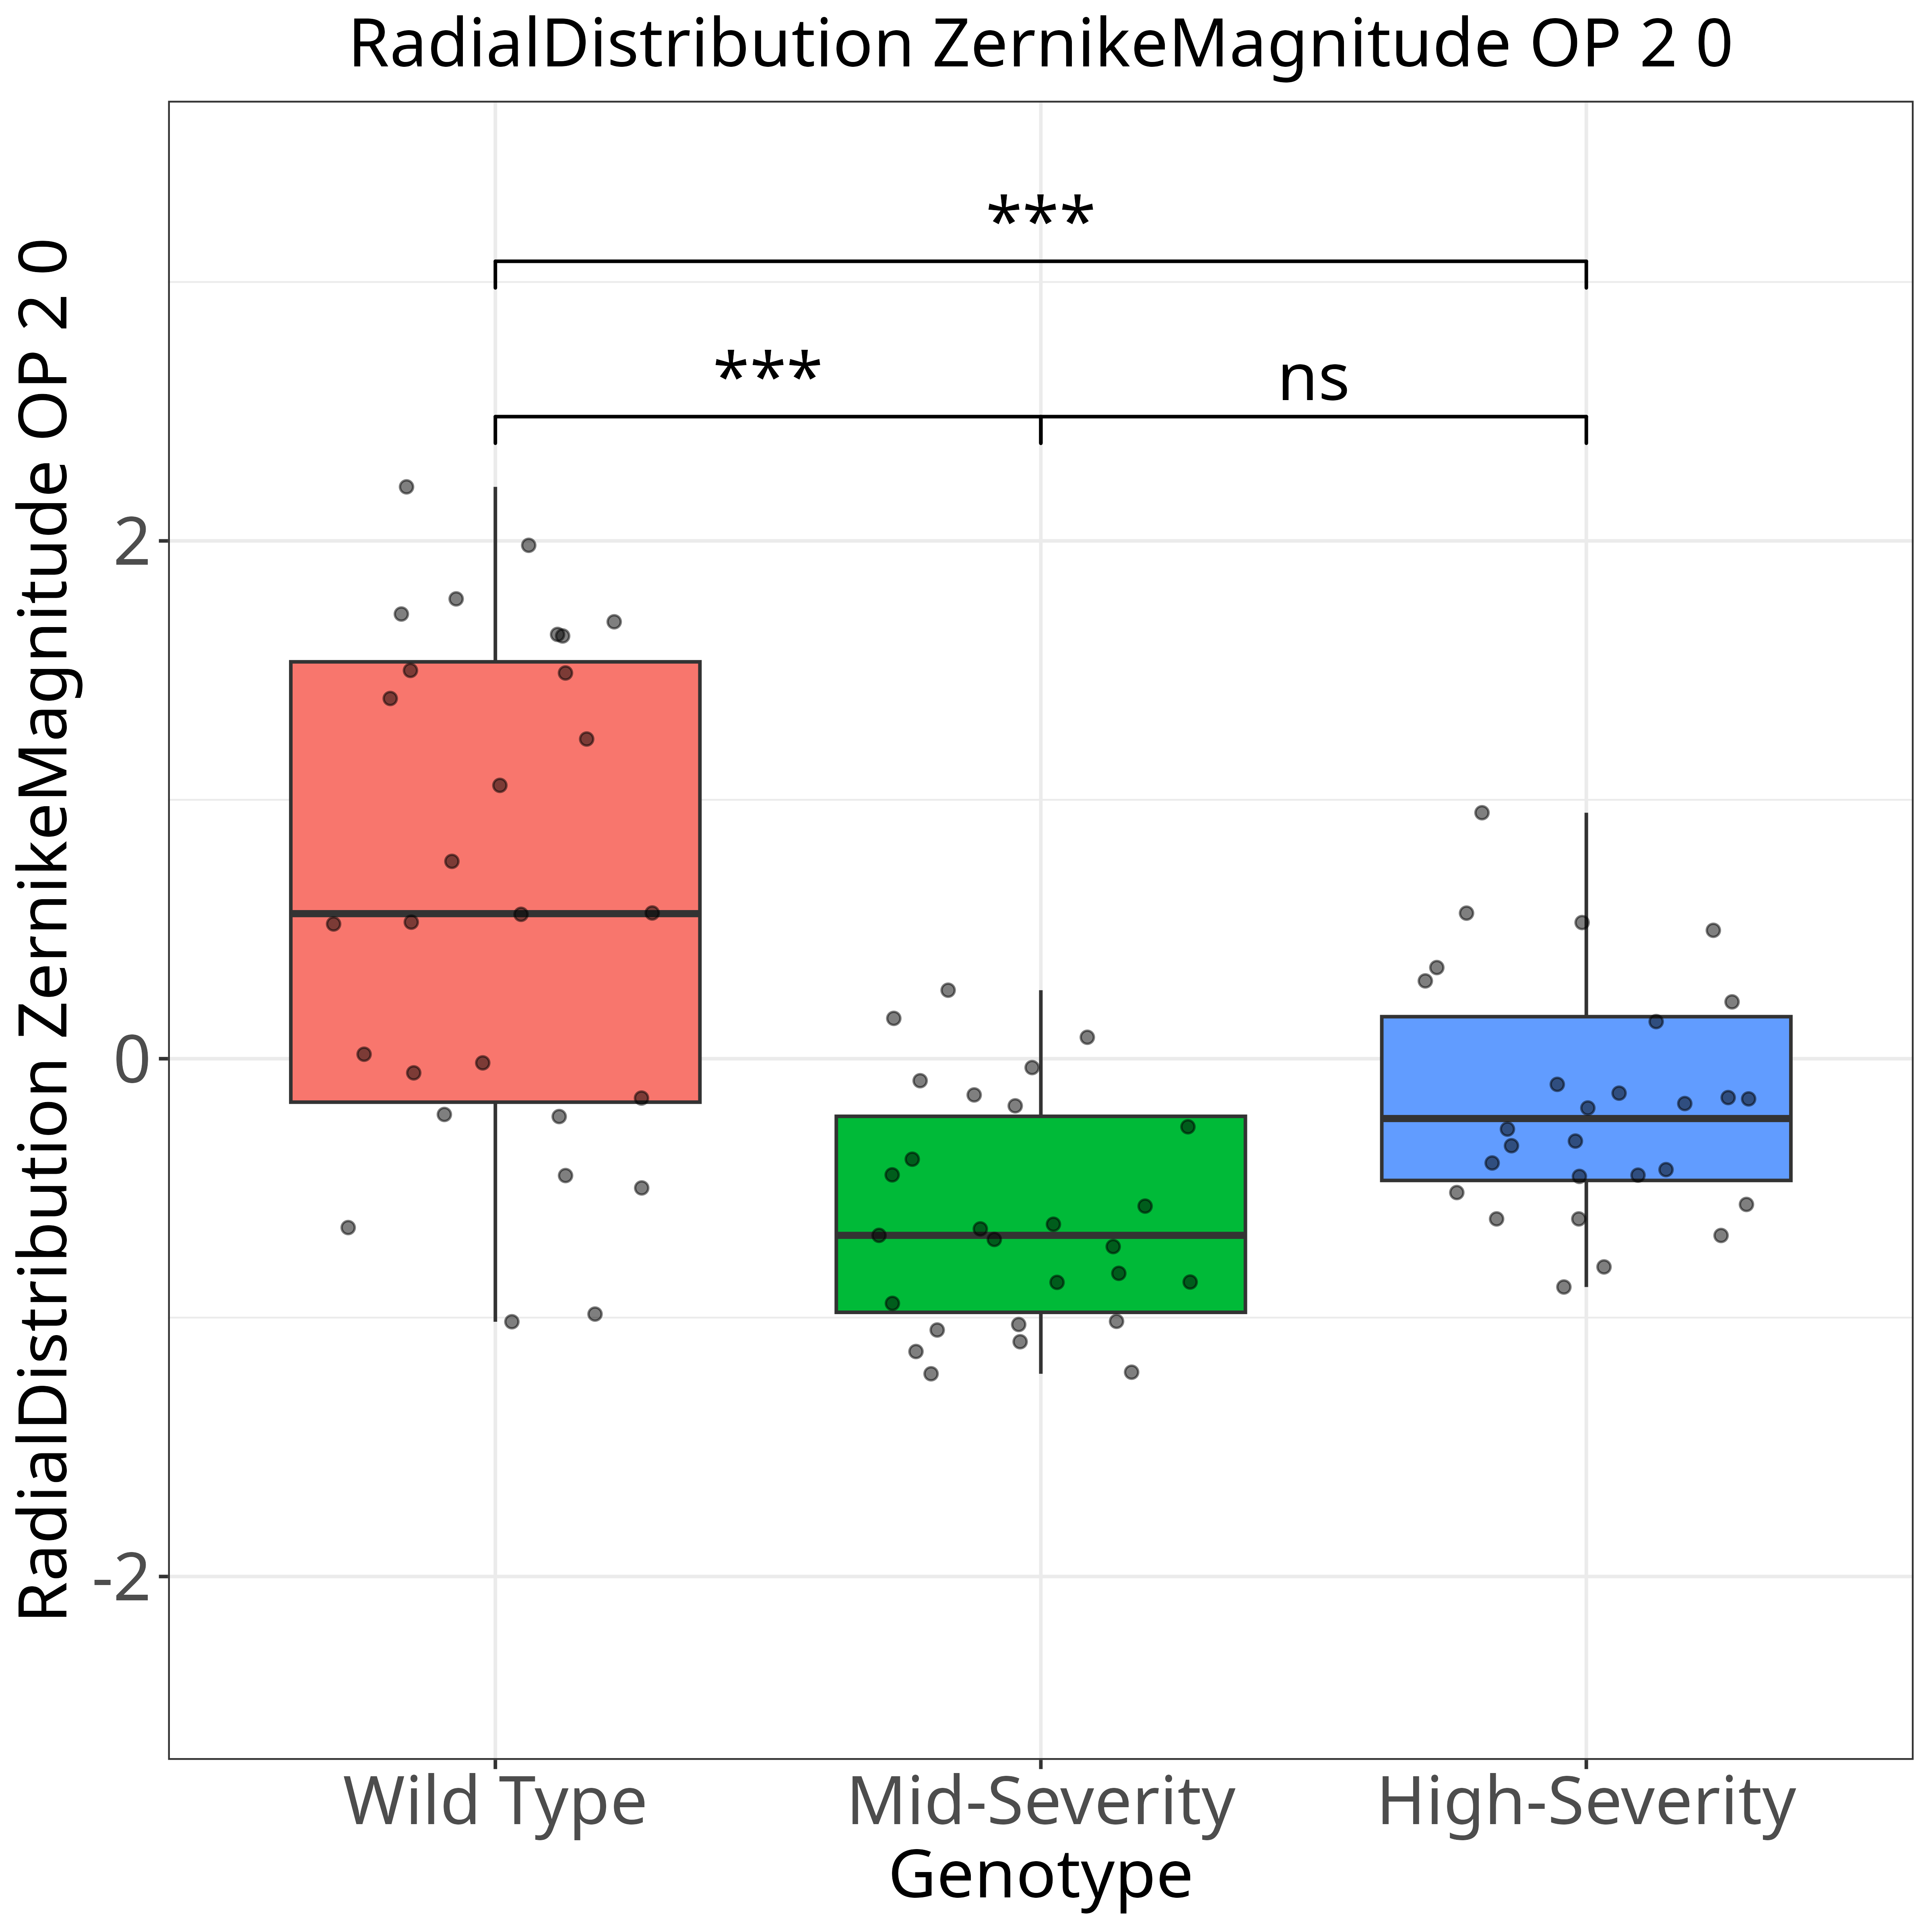 RadialDistribution ZernikeMagnitude OP 2 0
RadialDistribution ZernikeMagnitude OP 2 0
***
***
ns
2
0
-2
Wild Type
Mid-Severity
High-Severity
Genotype